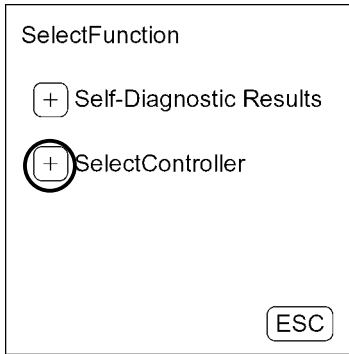 SelectFunction
+ Self-Diagnostic Results
+ SelectController
ESC